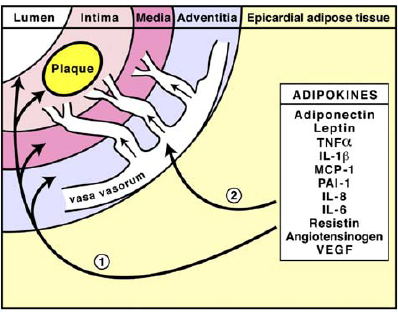 Lumen Intima Media Adventitia Epicardial adipose tissue
Plaque
vasa vasorum
ADIPOKINES
Adiponectin
Leptin
TNFα
IL-1β
MCP-1
PAI-1
IL-8
IL-6
Resistin
Angiotensinogen
VEGF
②
①